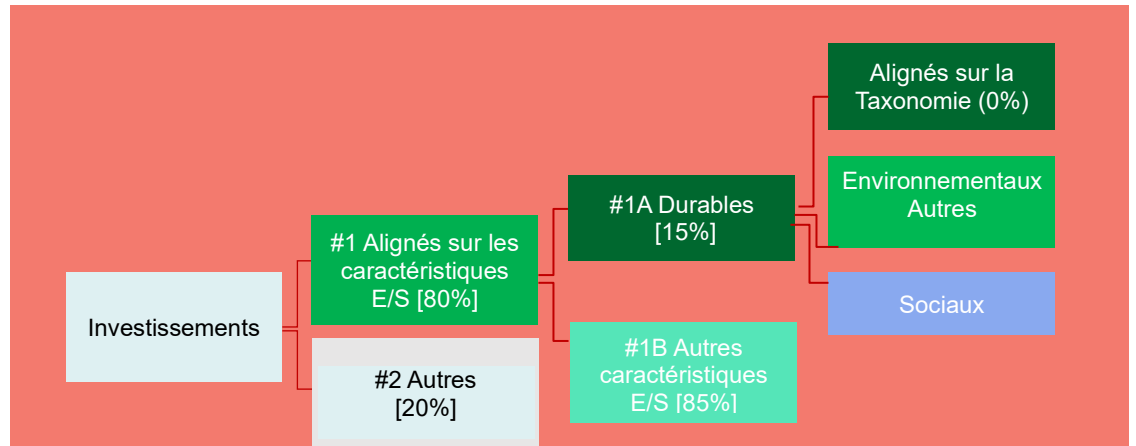 Investissements
#1 Alignés sur les
caractéristiques
E/S [80%]
#2 Autres
[20%]
#1A Durables
[15%]
#1B Autres
caractéristiques
E/S [85%]
Alignés sur la
Taxonomie (0%)
Environnementaux
Autres
Sociaux